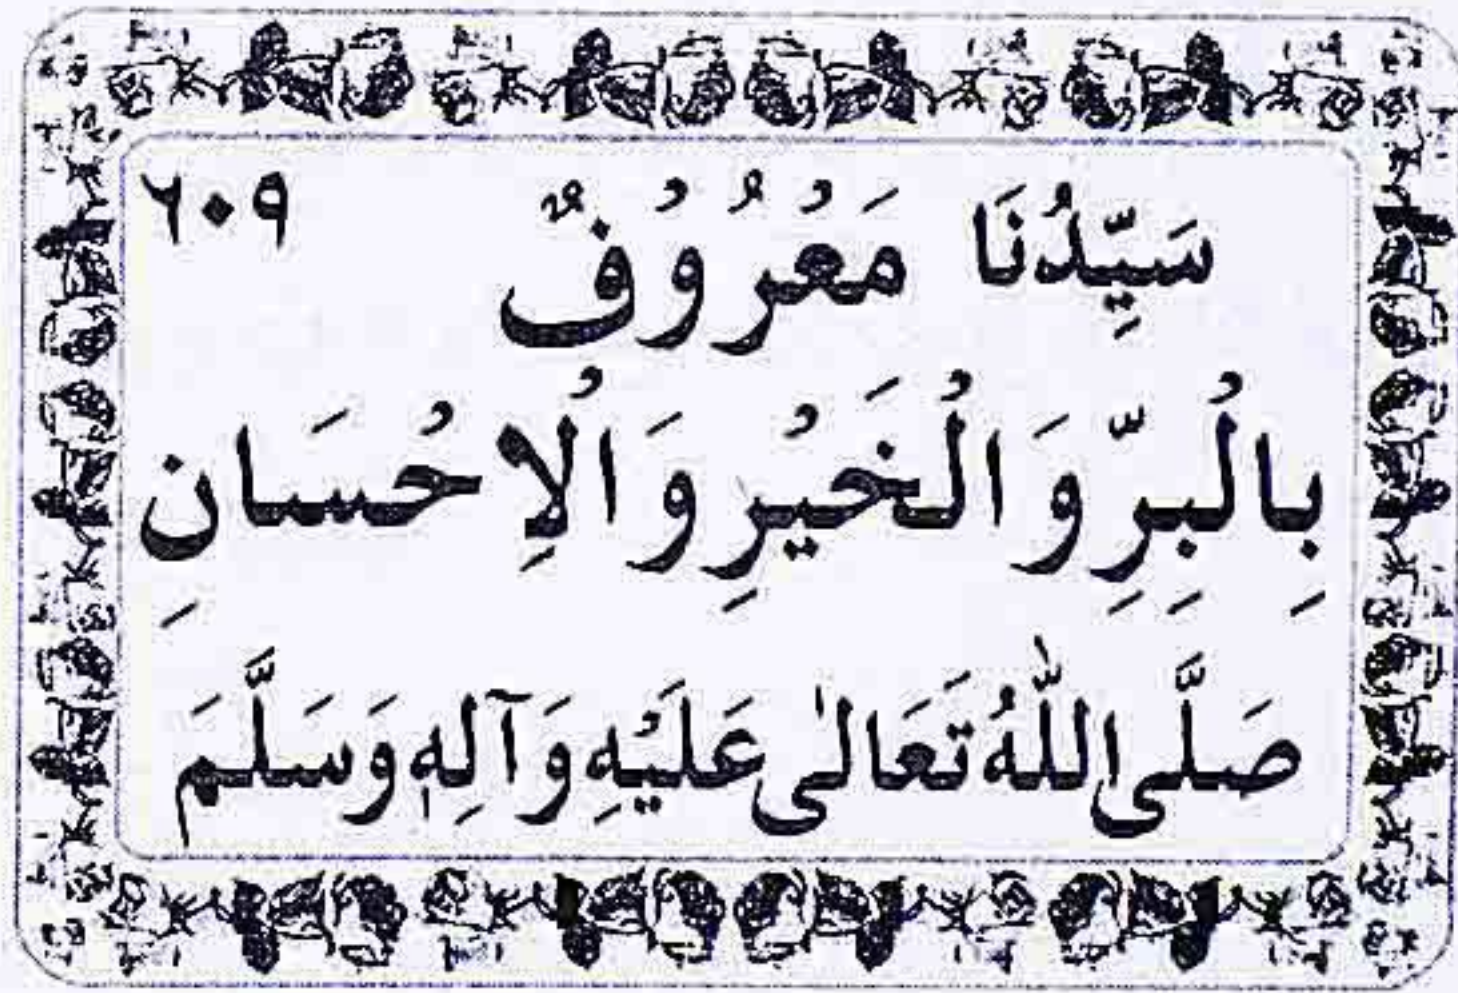 سَيِّدُنَا مَعْرُوْفٌ ٦٠٩
بِالْبِرِّ وَالْخَيْرِ وَالْاِحْسَانِ
صَلَّى اللّٰهُ تَعَالٰى عَلَيْهِ وَآلِهٖ وَسَلَّمَ